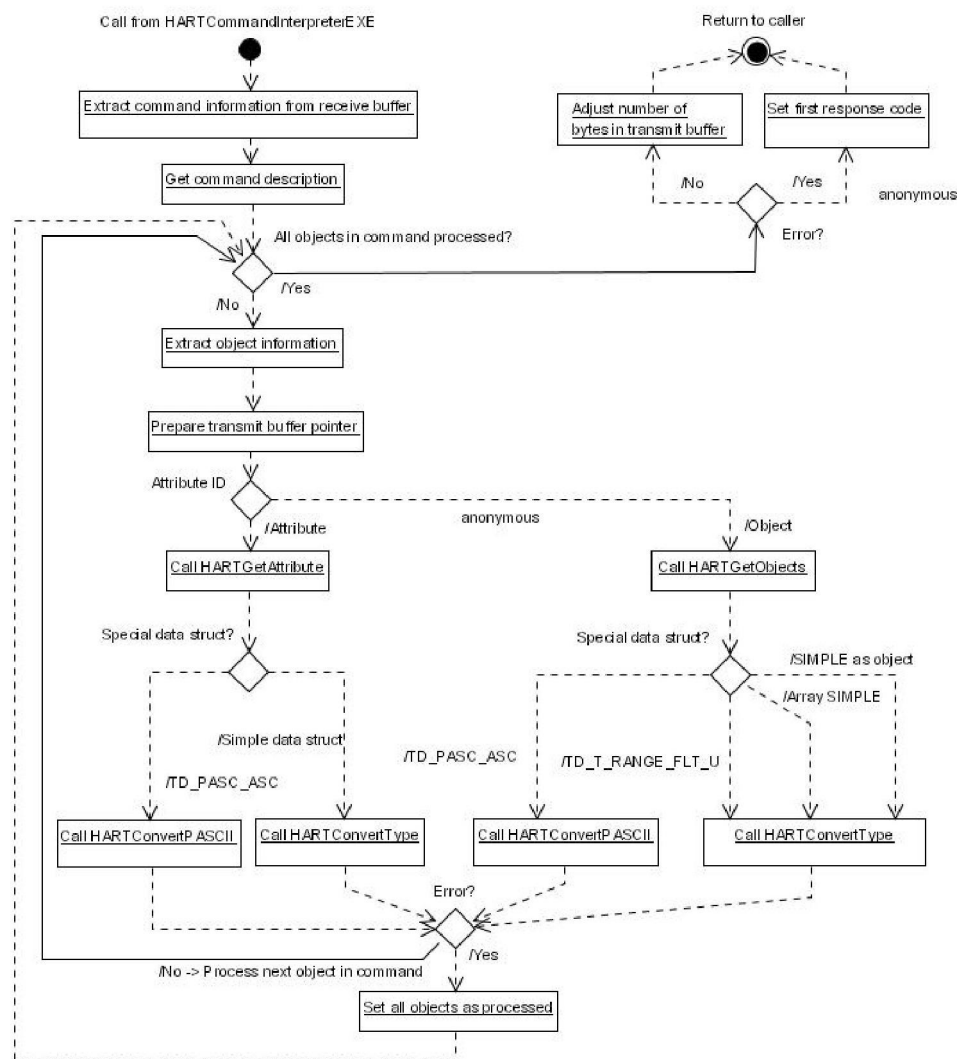 Call from HARTCommandInterpreterEXE
Return to caller
Extract command information from receive buffer
Adjust number of
bytes in transmit buffer
Set first response code
Get command description
/No
/Yes
anonymous
Error?
All objects in command processed?
/Yes
/No
Extract object information
Prepare transmit buffer pointer
Attribute ID
anonymous
/Attribute
/Object
Call HARTGetAttribute
Call HARTGetObjects
Special data struct?
Special data struct?
/SIMPLE as object
/Array SIMPLE
/Simple data struct
/TD_PASC_ASC
/TD_T_RANGE_FLT_U
/TD_PASC_ASC
Call HARTConvertPASCII
Call HARTConvertType
Call HARTConvertPASCII
Call HARTConvertType
Error?
/Yes
/No -> Process next object in command
Set all objects as processed